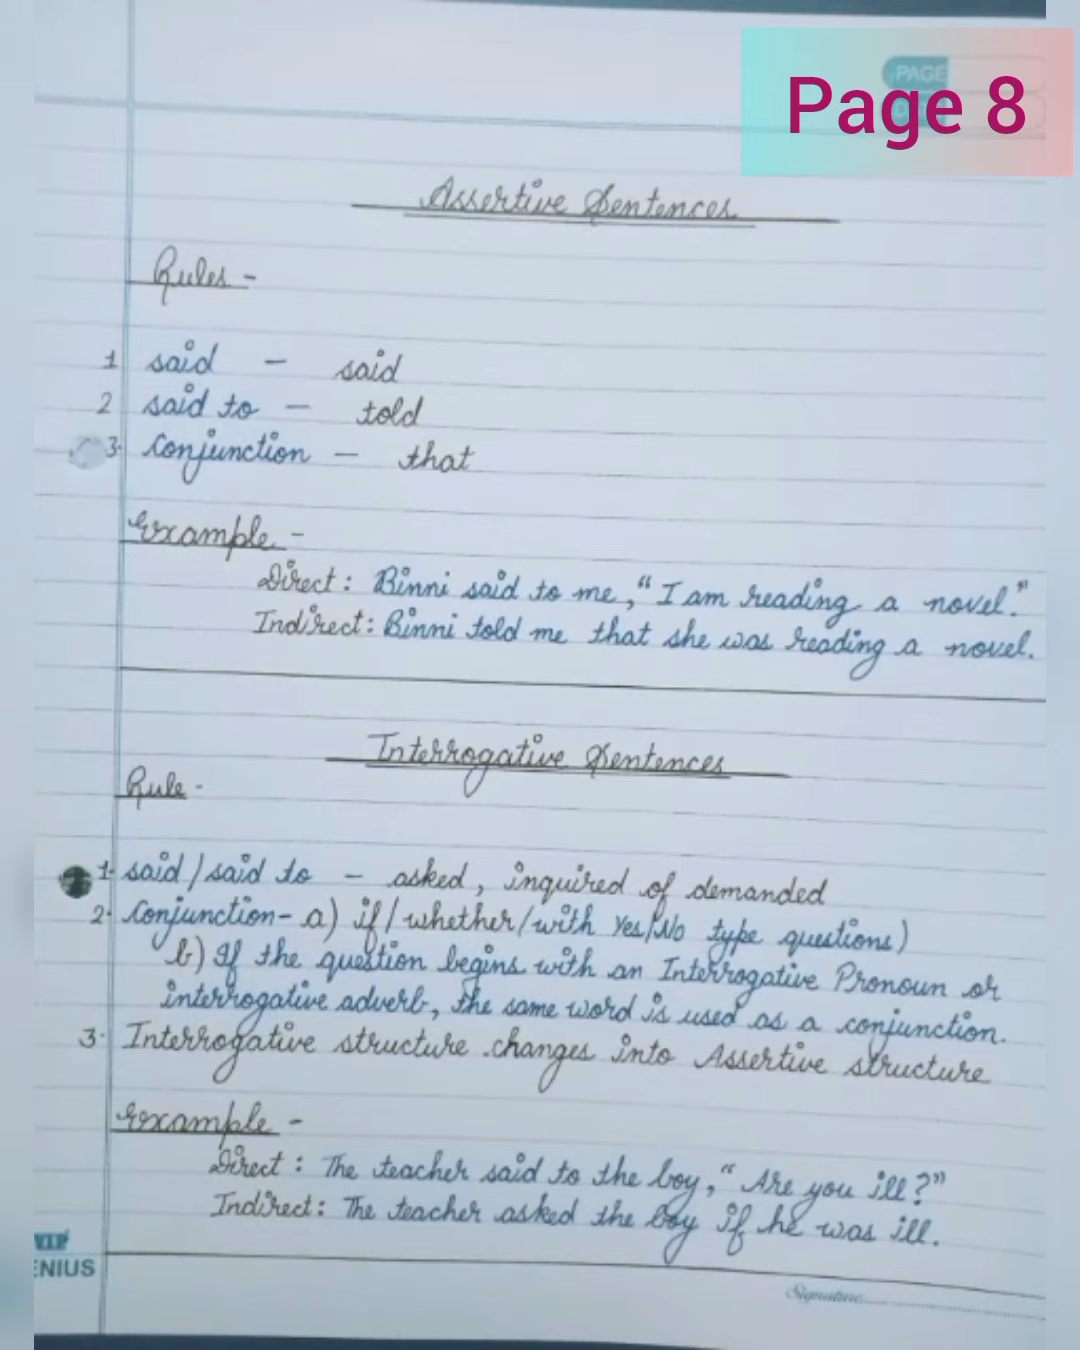 PAGE
Page 8
Assertive Sentences
Rules -
1 said - said
2 said to - told
3. Conjunction - that
Example -
Direct: Binni said to me, "I am reading a novel."
Indirect: Binni told me that she was reading a novel.
Interrogative Sentences
Rule -
1. said / said to - asked, inquired of demanded
2. Conjunction - a) if / whether / with Yes/No type questions)
b) If the question begins with an Interrogative Pronoun or
interrogative adverb, the same word is used as a conjunction.
3. Interrogative structure changes into Assertive structure
Example -
Direct: The teacher said to the boy, "Are you ill?"
Indirect: The teacher asked the boy if he was ill.
VIP
ENIUS
Signature....................